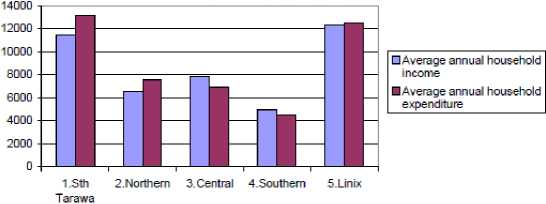 14000
12000
10000
8000
6000
4000
2000
0
1.Sth Tarawa
2.Northern
3.Central
4.Southern
5.Linix
Average annual household
income
Average annual household
expenditure